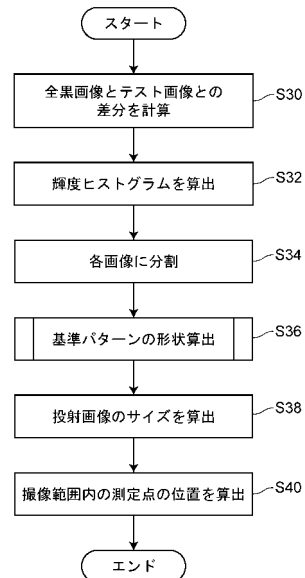 スタート
全黒画像とテスト画像との
差分を計算
S30
輝度ヒストグラムを算出
S32
各画像に分割
S34
基準パターンの形状算出
S36
投射画像のサイズを算出
S38
撮像範囲内の測定点の位置を算出
S40
エンド